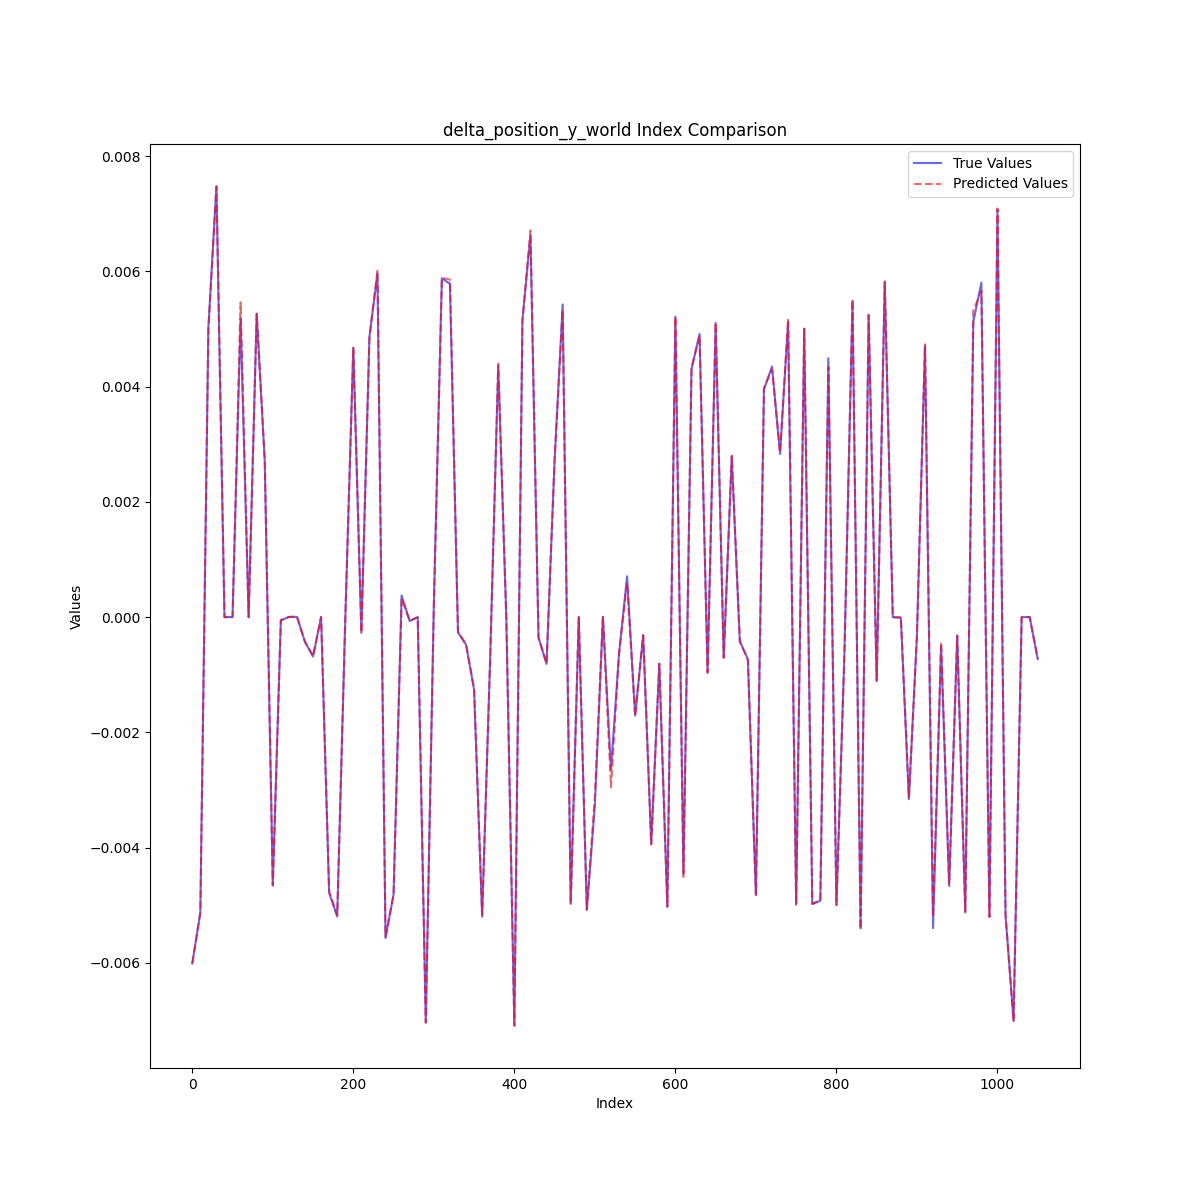 delta_position_y_world Index Comparison
True Values
Predicted Values
0.008
0.006
0.004
0.002
0.000
−0.002
−0.004
−0.006
Values
0 200 400 600 800 1000
Index